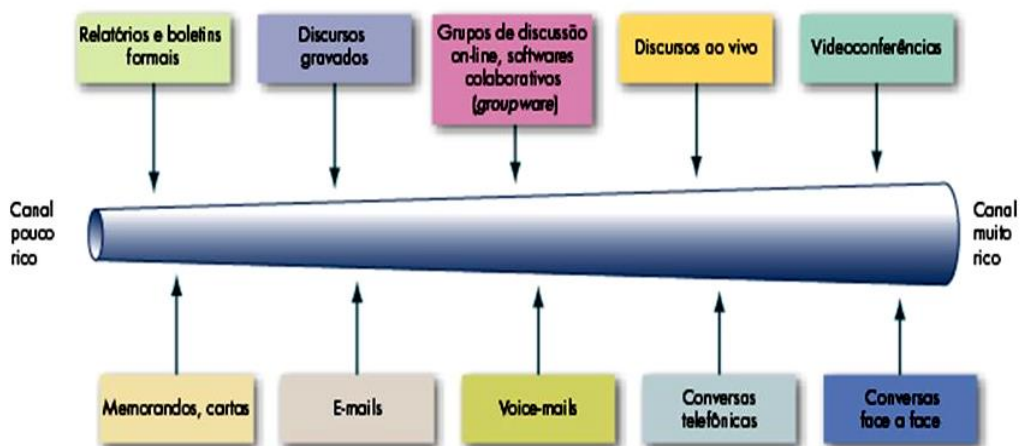 Relatórios e boletins
formais
Discursos
gravados
Grupos de discussão
on-line, softwares
colaborativos
(groupware)
Discursos ao vivo
Videoconferências
Canal
pouco
rico
Canal
muito
rico
Memorandos, cartas
E-mails
Voice-mails
Conversas
telefônicas
Conversas
face a face